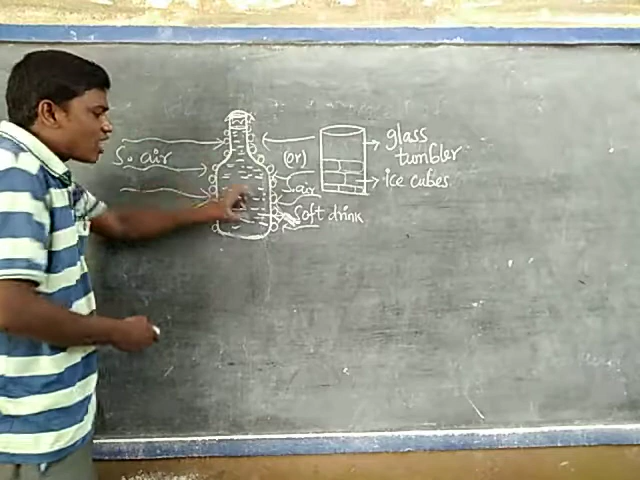 S. air
(or)
glass
tumbler
ice cubes
S.air
Soft drink